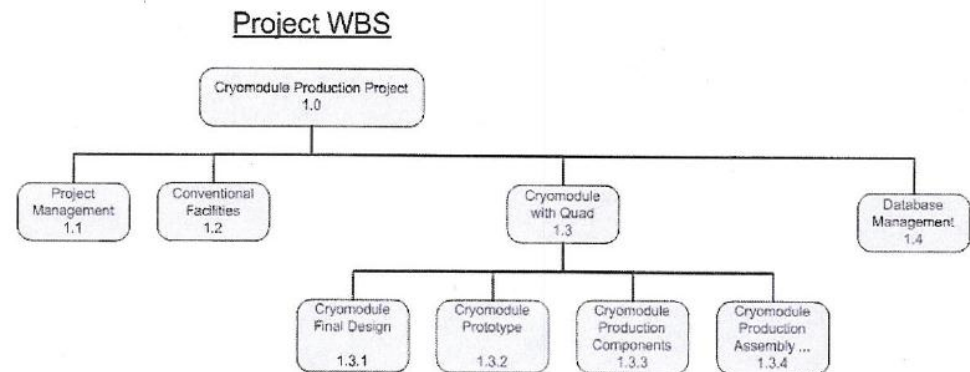 Project WBS
Cryomodule Production Project
1.0
Project
Management
1.1
Conventional
Facilities
1.2
Cryomodule
with Quad
1.3
Database
Management
1.4
Cryomodule
Final Design
1.3.1
Cryomodule
Prototype
1.3.2
Cryomodule
Production
Components
1.3.3
Cryomodule
Production
Assembly ...
1.3.4